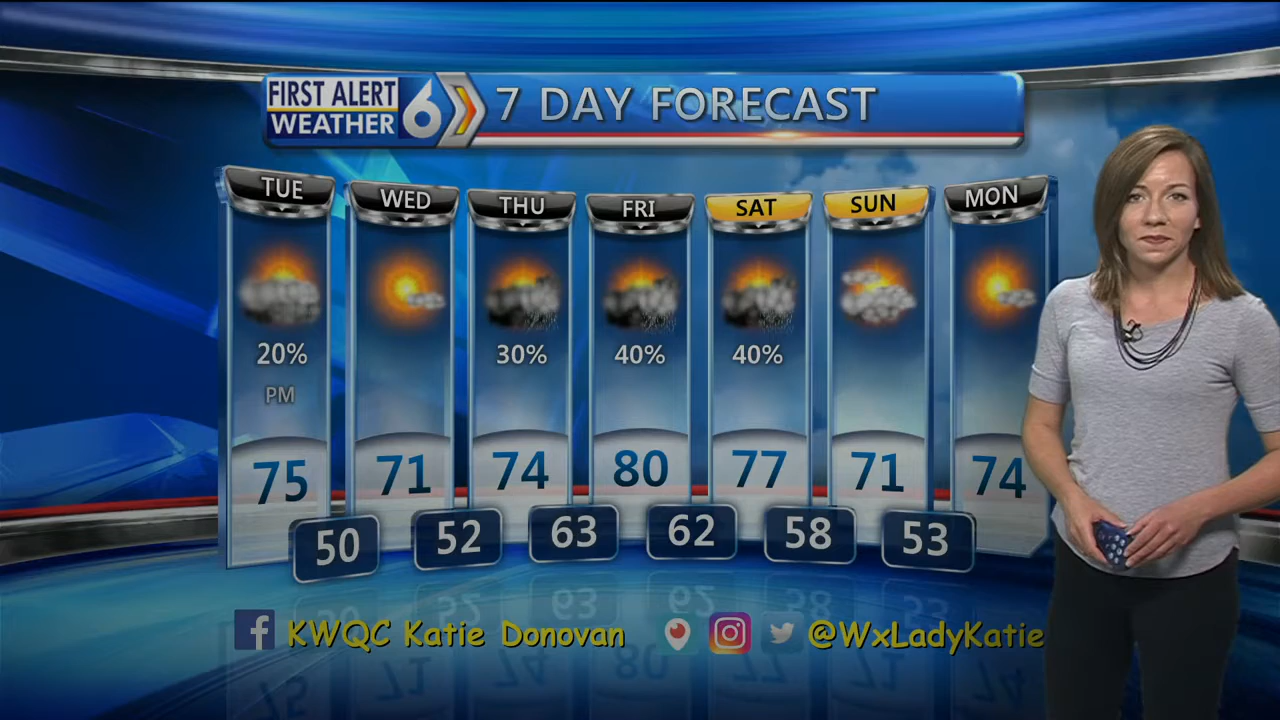 FIRST ALERT
WEATHER 6
7 DAY FORECAST
TUE WED THU FRI SAT SUN MON
20% 30% 40% 40%
PM
75 71 74 80 77 71 74
50 52 63 62 58 53
f KWQC Katie Donovan @WxLadyKatie